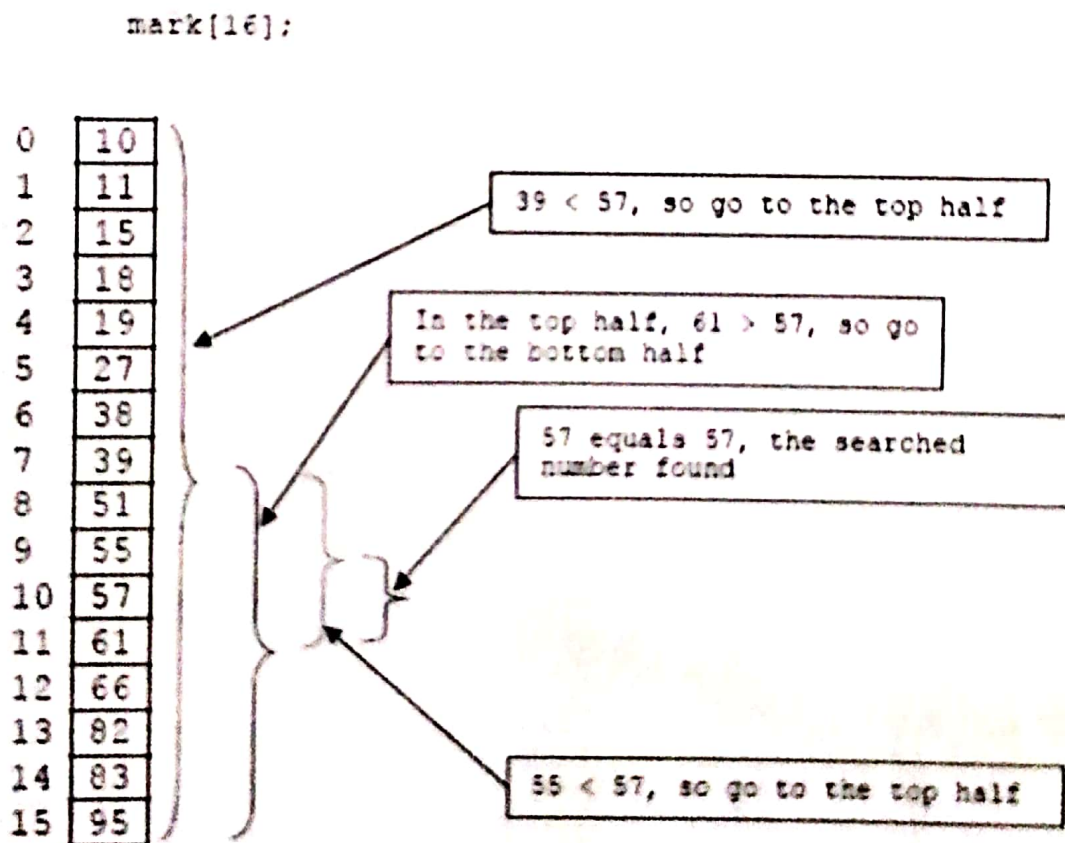 mark[16];
0 10
1 11
2 15
3 18
4 19
5 27
6 38
7 39
8 51
9 55
10 57
11 61
12 66
13 82
14 83
15 95
39 < 57, so go to the top half
In the top half, 61 > 57, so go
to the bottom half
57 equals 57, the searched
number found
55 < 57, so go to the top half